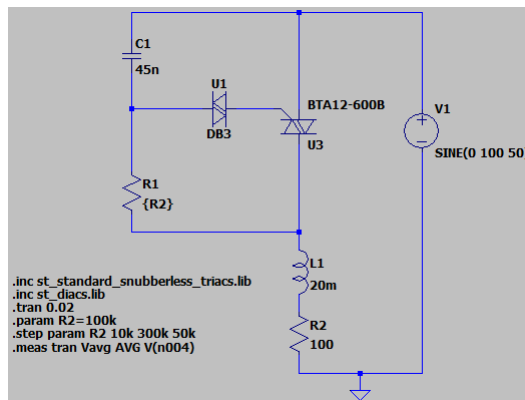 C1
45n
U1
DB3
BTA12-600B
U3
V1
SINE(0 100 50
R1
{R2}
L1
20m
R2
100
.inc st_standard_snubberless_triacs.lib
.inc st_diacs.lib
.tran 0.02
.param R2=100k
.step param R2 10k 300k 50k
.meas tran Vavg AVG V(n004)